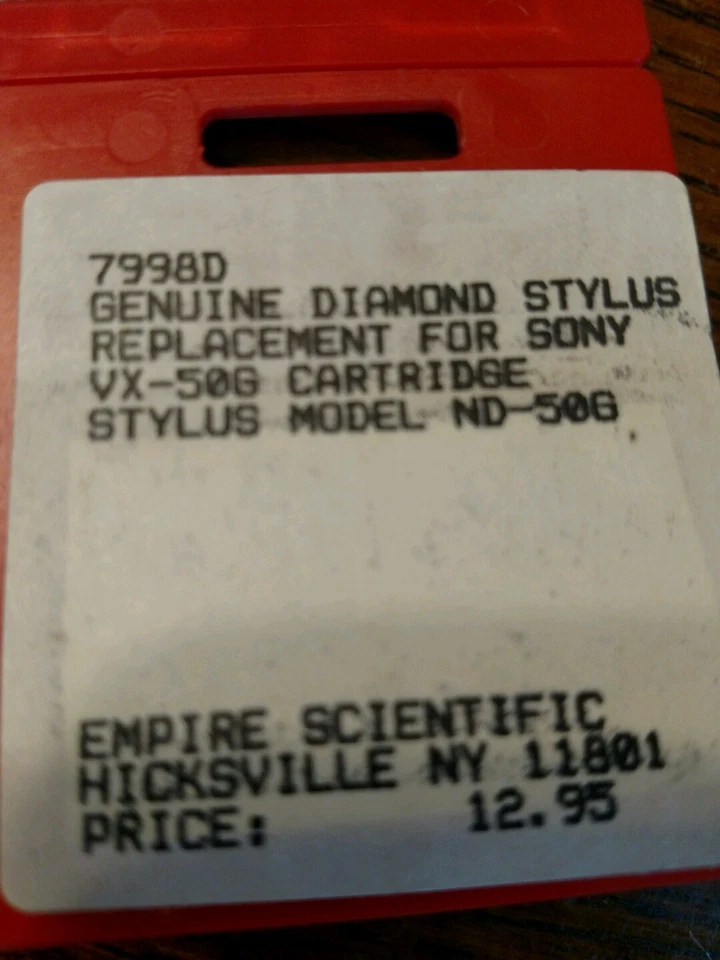 7998D
GENUINE DIAMOND STYLUS
REPLACEMENT FOR SONY
VX-50G CARTRIDGE
STYLUS MODEL ND-50G
EMPIRE SCIENTIFIC
HICKSVILLE NY 11801
PRICE: 12.95